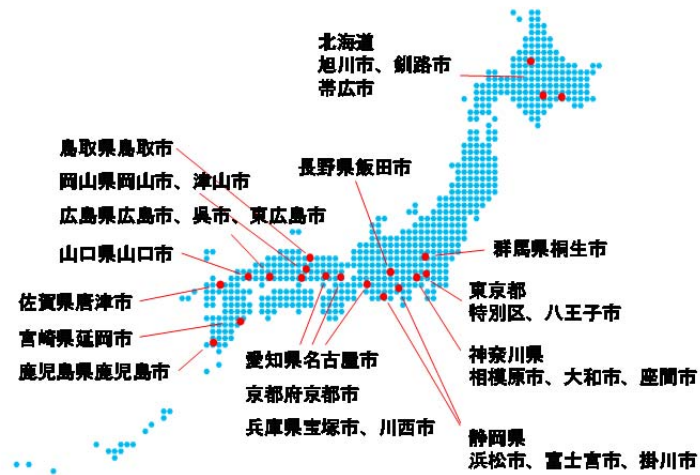 北海道
旭川市、釧路市
帯広市
鳥取県鳥取市
岡山県岡山市、津山市
長野県飯田市
広島県広島市、呉市、東広島市
山口県山口市
群馬県桐生市
佐賀県唐津市
東京都
特別区、八王子市
宮崎県延岡市
鹿児島県鹿児島市
愛知県名古屋市
京都府京都市
兵庫県宝塚市、川西市
神奈川県
相模原市、大和市、座間市
静岡県
浜松市、富士宮市、掛川市